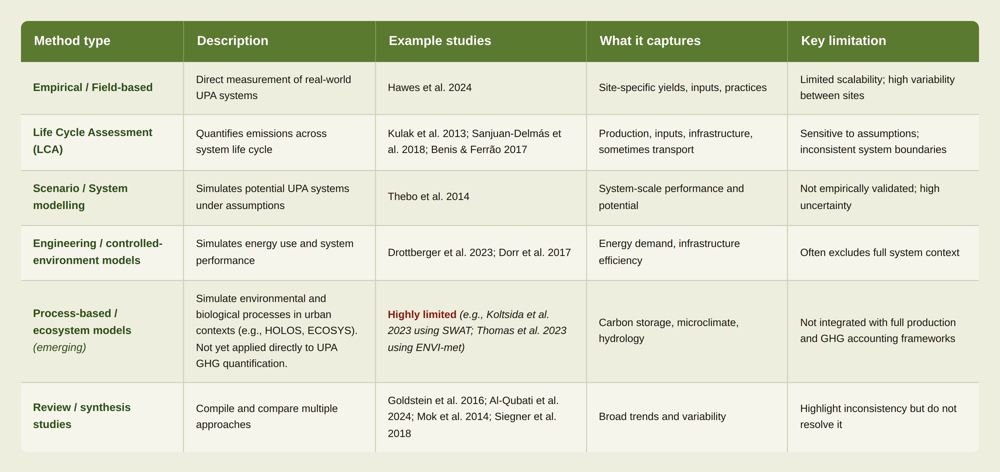 Method type
Description
Example studies
What it captures
Key limitation
Empirical / Field-based
Direct measurement of real-world
UPA systems
Hawes et al. 2024
Site-specific yields, inputs, practices
Limited scalability; high variability
between sites
Life Cycle Assessment
(LCA)
Quantifies emissions across
system life cycle
Kulak et al. 2013; Sanjuan-Delmás et
al. 2018; Benis & Ferrão 2017
Production, inputs, infrastructure,
sometimes transport
Sensitive to assumptions;
inconsistent system boundaries
Scenario / System
modelling
Simulates potential UPA systems
under assumptions
Thebo et al. 2014
System-scale performance and
potential
Not empirically validated; high
uncertainty
Engineering / controlled-
environment models
Simulates energy use and system
performance
Drottberger et al. 2023; Dorr et al. 2017
Energy demand, infrastructure
efficiency
Often excludes full system context
Process-based /
ecosystem models
(emerging)
Simulate environmental and
biological processes in urban
contexts (e.g., HOLOS, ECOSYS).
Not yet applied directly to UPA
GHG quantification.
Highly limited (e.g., Koltsida et al.
2023 using SWAT; Thomas et al. 2023
using ENVI-met)
Carbon storage, microclimate,
hydrology
Not integrated with full production
and GHG accounting frameworks
Review / synthesis
studies
Compile and compare multiple
approaches
Goldstein et al. 2016; Al-Qubati et al.
2024; Mok et al. 2014; Siegner et al.
2018
Broad trends and variability
Highlight inconsistency but do not
resolve it